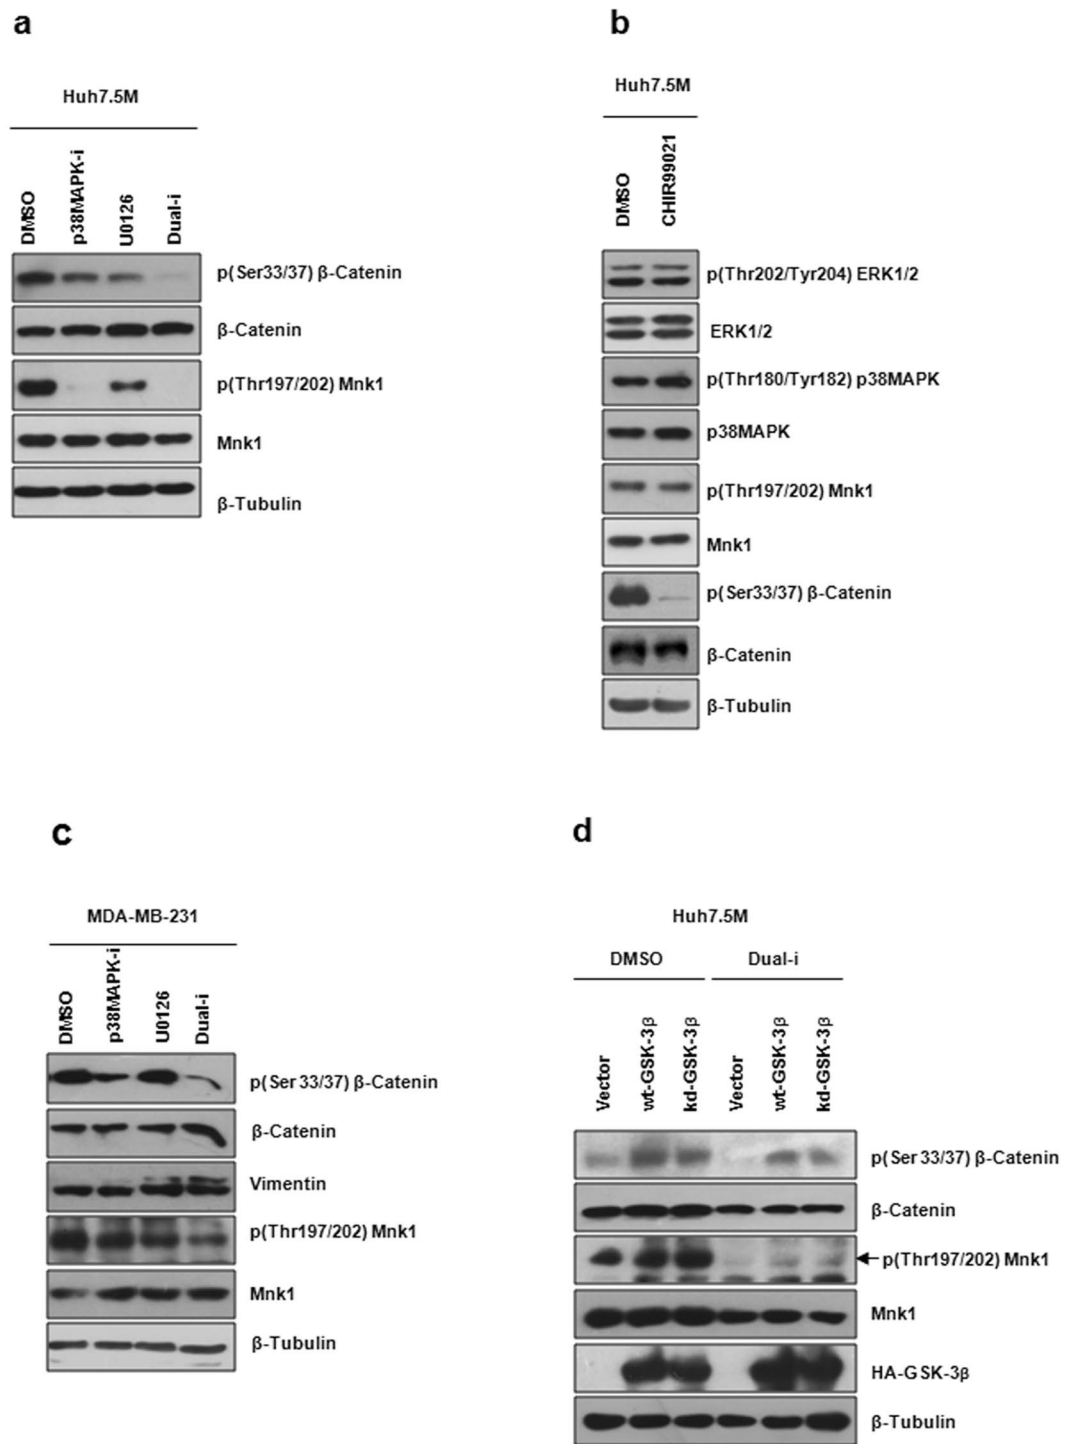 a
Huh7.5M
DMSO
p38MAPK-i
U0126
Dual-i
p(Ser33/37) β-Catenin
β-Catenin
p(Thr197/202) Mnk1
Mnk1
β-Tubulin
b
Huh7.5M
DMSO
CHIR99021
p(Thr202/Tyr204) ERK1/2
ERK1/2
p(Thr180/Tyr182) p38MAPK
p38MAPK
p(Thr197/202) Mnk1
Mnk1
p(Ser33/37) β-Catenin
β-Catenin
β-Tubulin
c
MDA-MB-231
DMSO
p38MAPK-i
U0126
Dual-i
p(Ser33/37) β-Catenin
β-Catenin
Vimentin
p(Thr197/202) Mnk1
Mnk1
β-Tubulin
d
Huh7.5M
DMSO
Dual-i
Vector
wt-GSK-3β
kd-GSK-3β
Vector
wt-GSK-3β
kd-GSK-3β
p(Ser33/37) β-Catenin
β-Catenin
p(Thr197/202) Mnk1
Mnk1
HA-GSK-3β
β-Tubulin